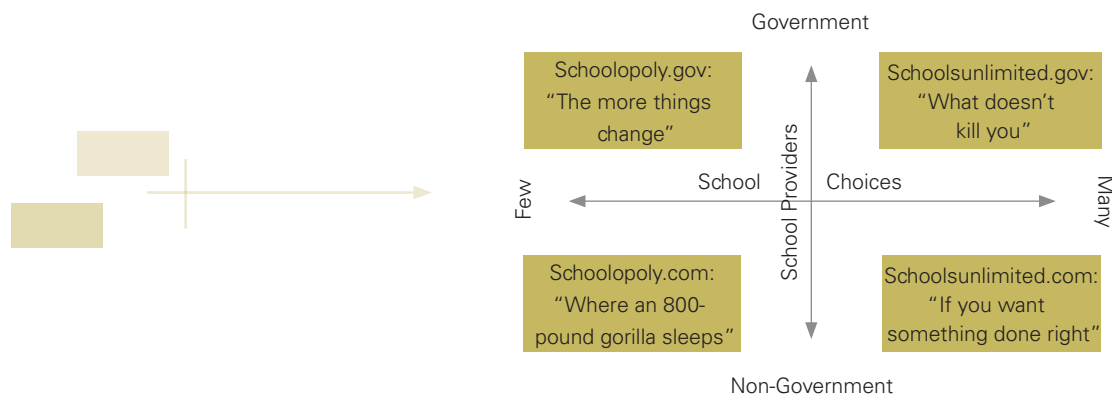 Government
Schoolopoly.gov:
“The more things
change”
Schoolsunlimited.gov:
“What doesn’t
kill you”
Few
School
School Providers
Choices
Many
Schoolopoly.com:
“Where an 800-
pound gorilla sleeps”
Schoolsunlimited.com:
“If you want
something done right”
Non-Government